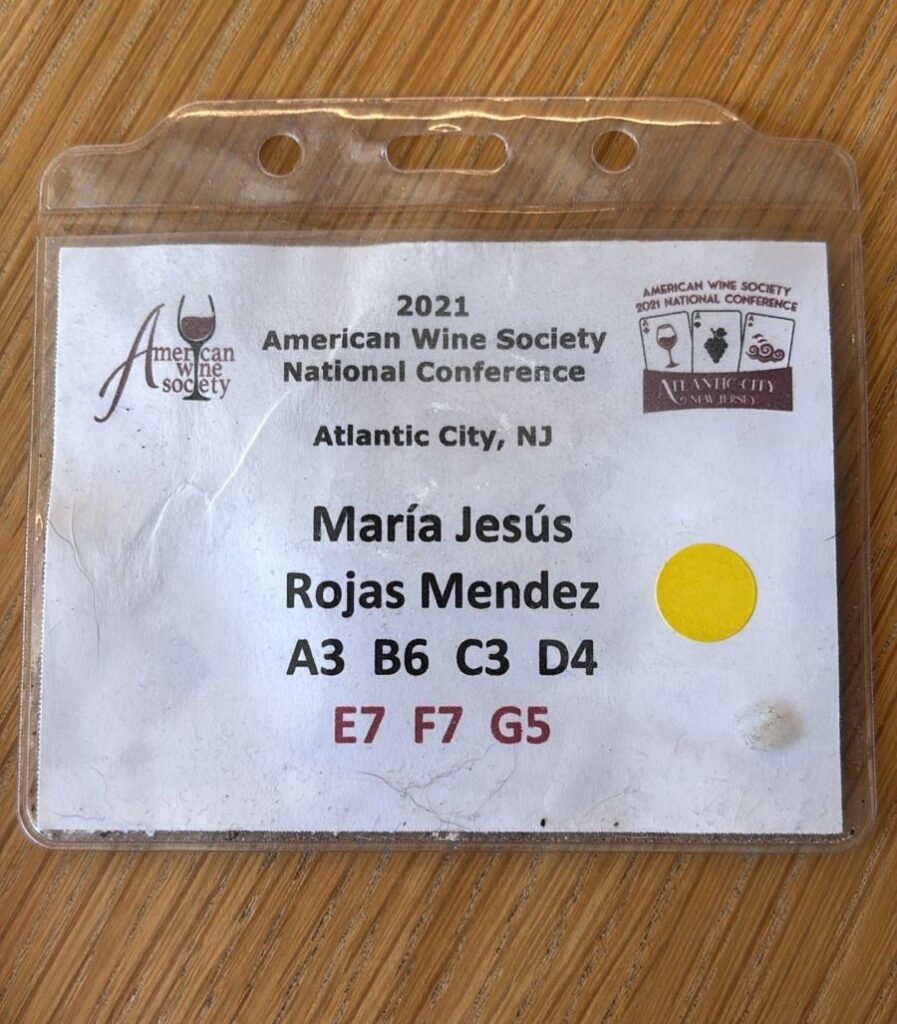 American
wine
society
2021
American Wine Society
National Conference
Atlantic City, NJ
AMERICAN WINE SOCIETY
2021 NATIONAL CONFERENCE
A
A
A
ATLANTIC CITY
NEW JERSEY
María Jesús
Rojas Mendez
A3 B6 C3 D4
E7 F7 G5